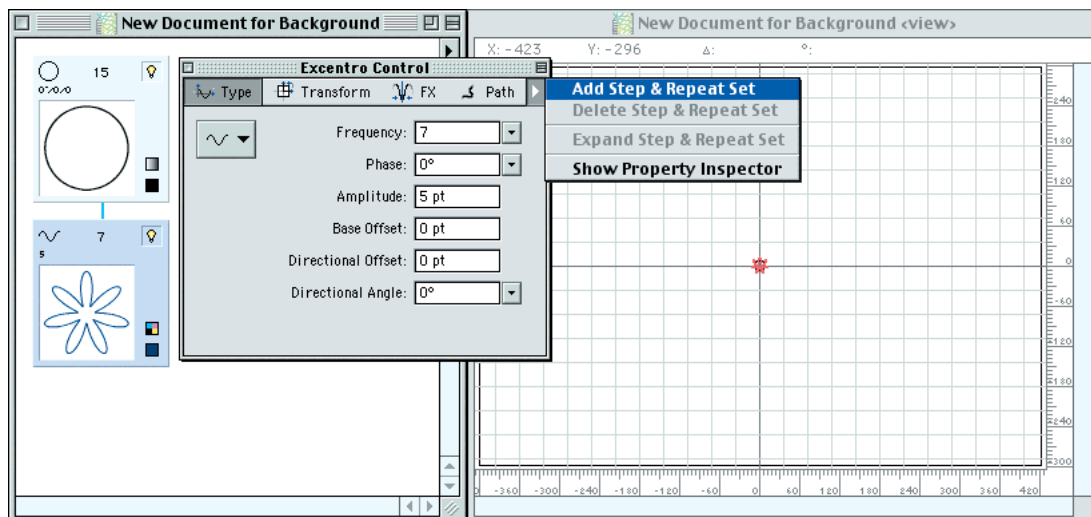 New Document for Background
15
0°/0/0
7
5
Excentro Control
Type Transform FX Path
Frequency: 7
Phase: 0°
Amplitude: 5 pt
Base Offset: 0 pt
Directional Offset: 0 pt
Directional Angle: 0°
Add Step & Repeat Set
Delete Step & Repeat Set
Expand Step & Repeat Set
Show Property Inspector
New Document for Background <view>
X: -423 Y: -296 Δ: °:
240
180
120
60
0
-60
120
180
240
300
-360 -300 -240 -180 -120 -60 0 60 120 180 240 300 360 420